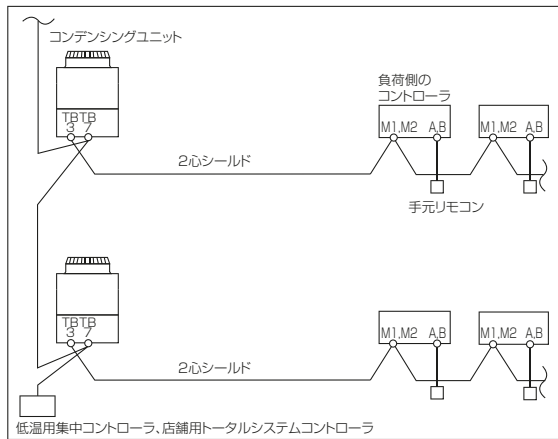 コンデンシングユニット
負荷側の
コントローラ
TB TB
3 7
M1,M2 A,B
M1,M2 A,B
2心シールド
手元リモコン
TB TB
3 7
M1,M2 A,B
M1,M2 A,B
2心シールド
低温用集中コントローラ、店舗用トータルシステムコントローラ